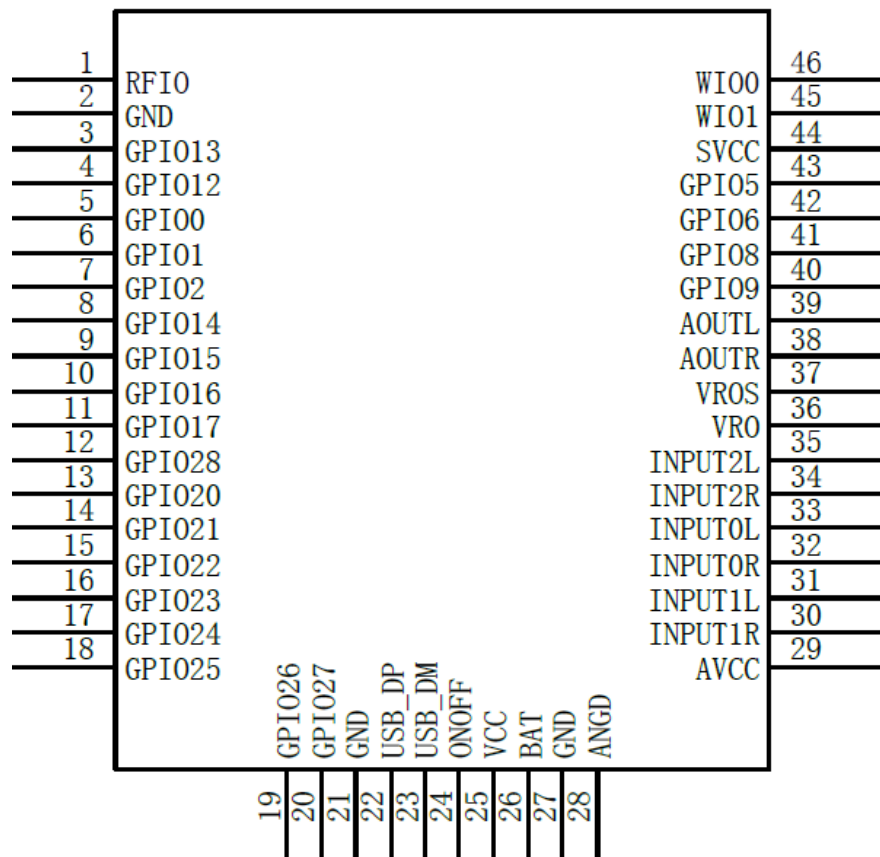 1 RFIO
2 GND
3 GPIO13
4 GPIO12
5 GPIO0
6 GPIO1
7 GPIO2
8 GPIO14
9 GPIO15
10 GPIO16
11 GPIO17
12 GPIO28
13 GPIO20
14 GPIO21
15 GPIO22
16 GPIO23
17 GPIO24
18 GPIO25
19 GPIO26
20 GPIO27
21 GND
22 USB_DP
23 USB_DM
24 ONOFF
25 VCC
26 BAT
27 GND
28 ANGD
WIO0 46
WIO1 45
SVCC 44
GPIO5 43
GPIO6 42
GPIO8 41
GPIO9 40
AOUTL 39
AOUTR 38
VROS 37
VRO 36
INPUT2L 35
INPUT2R 34
INPUT0L 33
INPUT0R 32
INPUT1L 31
INPUT1R 30
AVCC 29